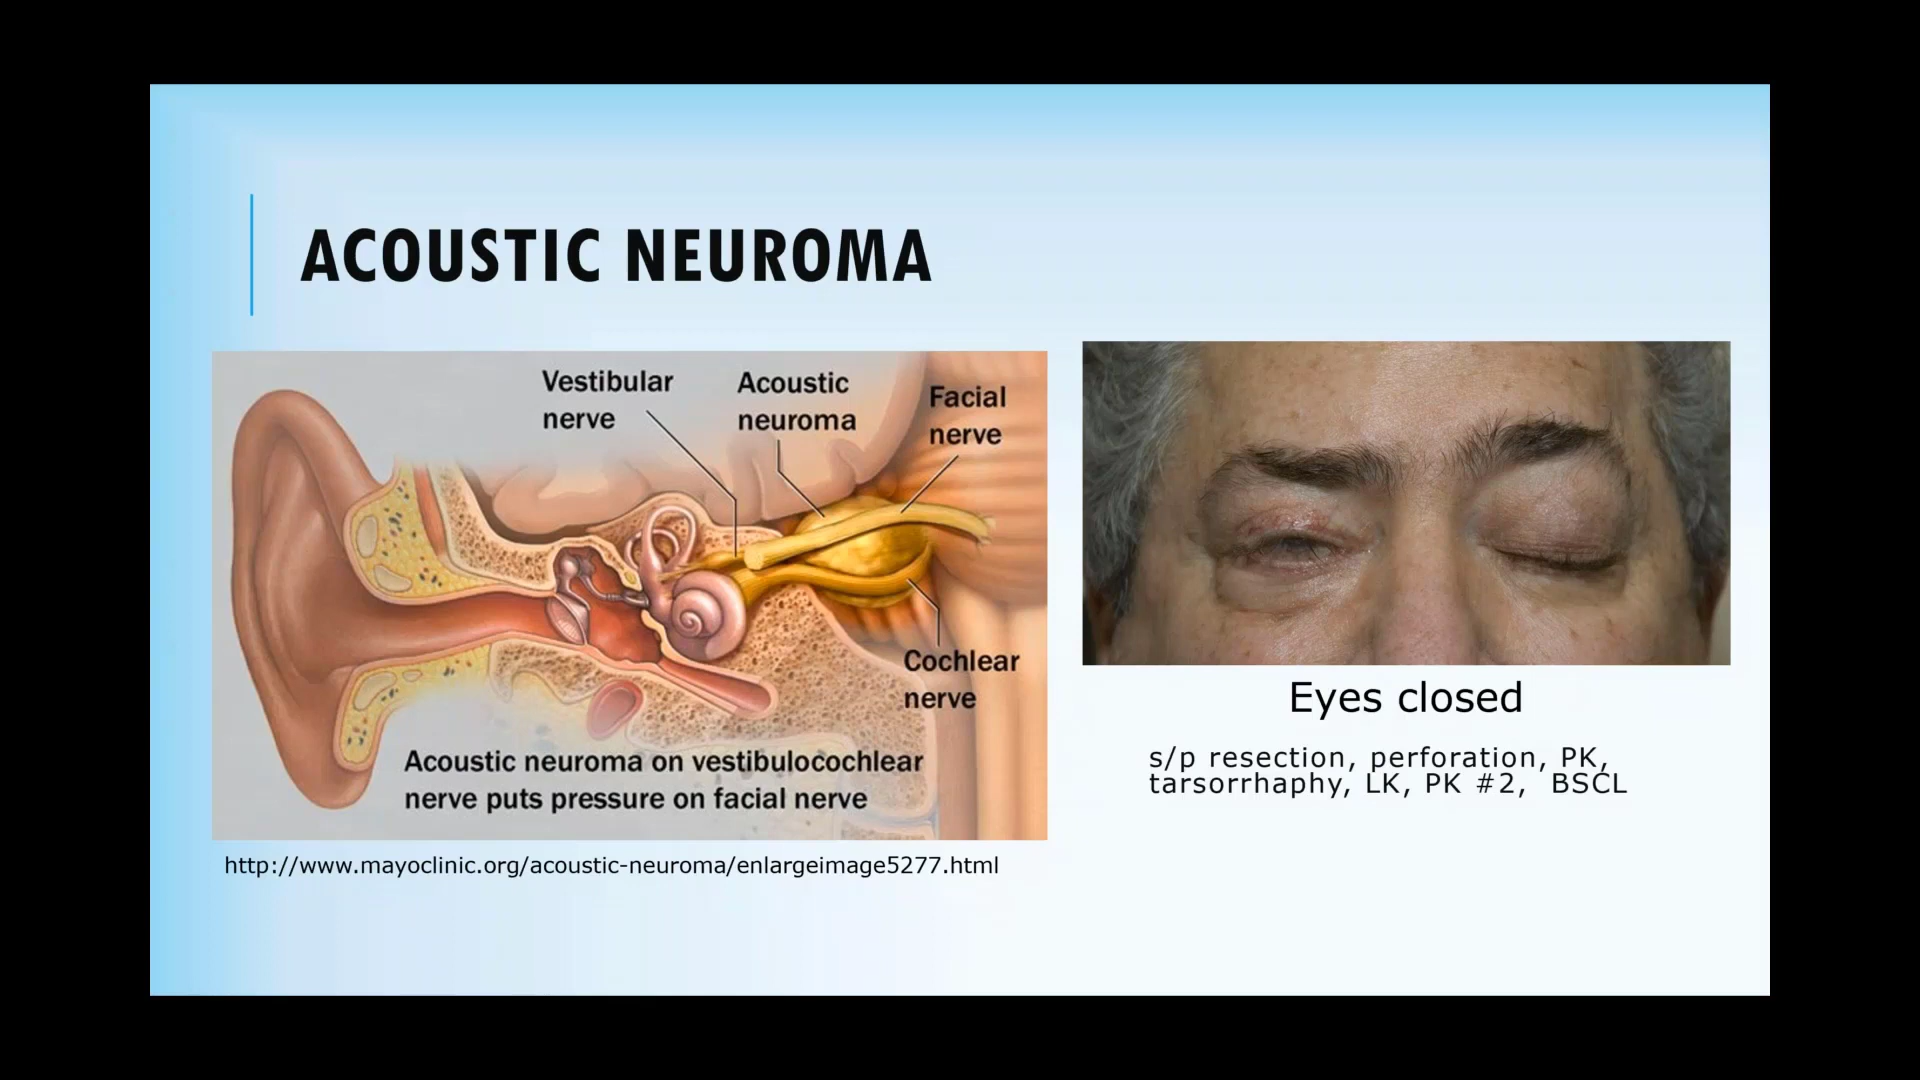 ACOUSTIC NEUROMA
Vestibular
nerve
Acoustic
neuroma
Facial
nerve
Cochlear
nerve
Acoustic neuroma on vestibulocochlear
nerve puts pressure on facial nerve
http://www.mayoclinic.org/acoustic-neuroma/enlargeimage5277.html
Eyes closed
s/p resection, perforation, PK,
tarsorrhaphy, LK, PK #2, BSCL